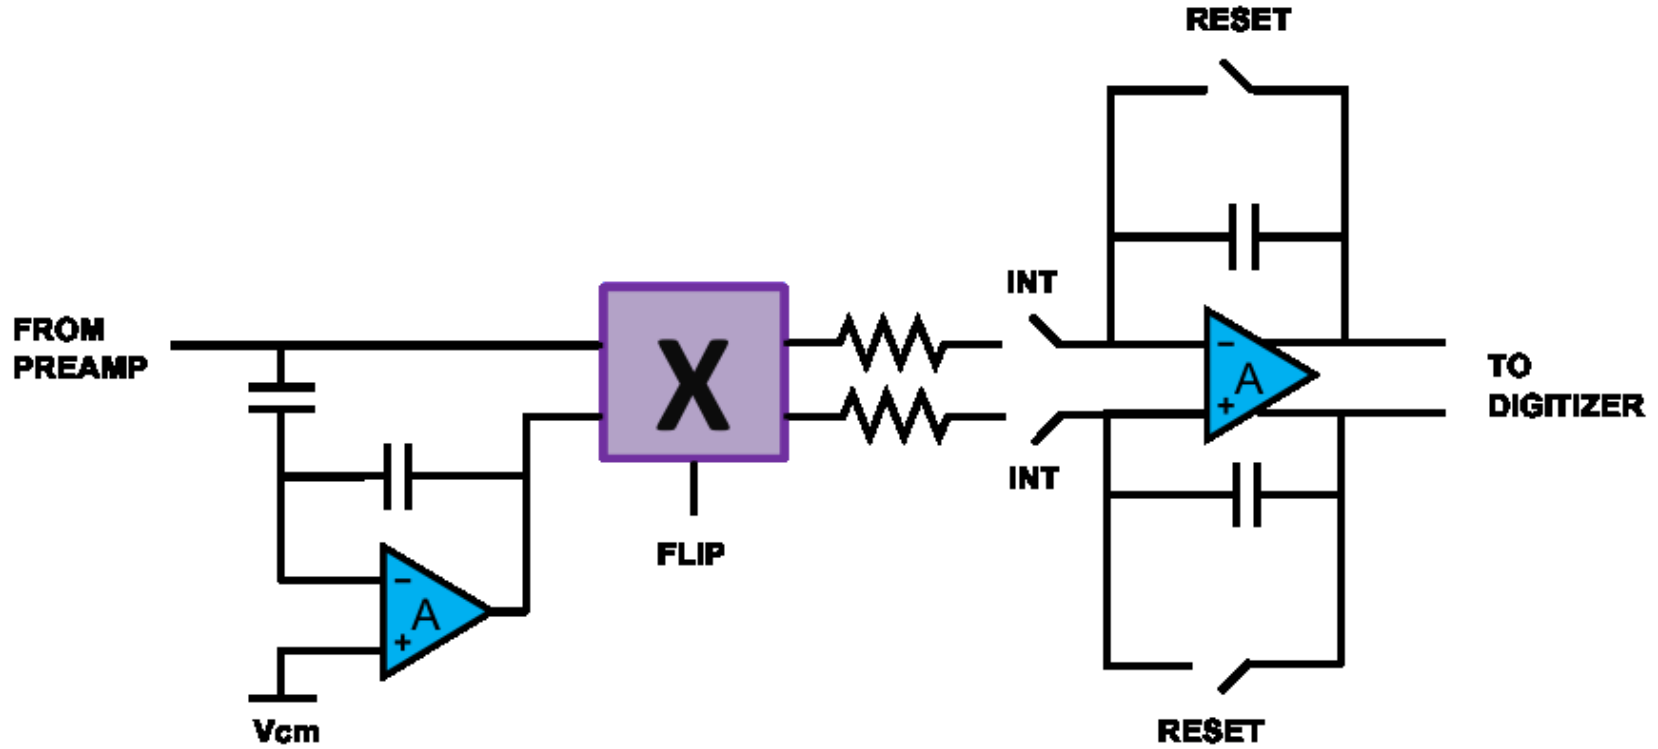 RESET
INT
FROM
PREAMP
X
-
A
+
TO
DIGITIZER
INT
FLIP
-
A
+
Vcm
RESET